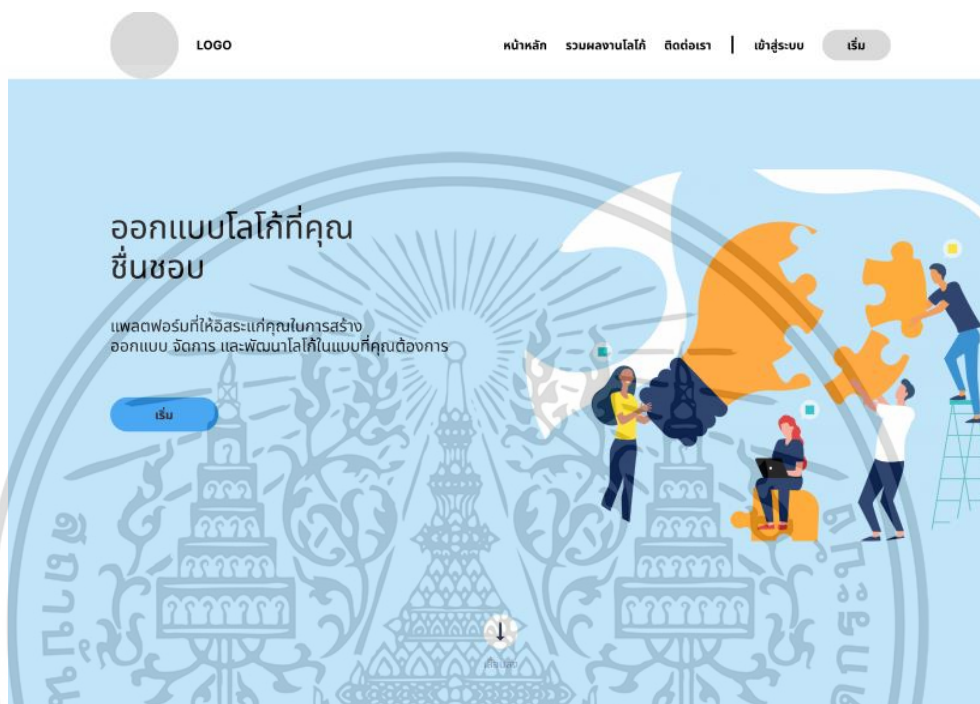 LOGO
หน้าหลัก รวมผลงานโลโก้ ติดต่อเรา | เข้าสู่ระบบ เริ่ม
ออกแบบโลโก้ที่คุณ
ชื่นชอบ
แพลตฟอร์มที่ให้อิสระแก่คุณในการสร้าง
ออกแบบ จัดการ และพัฒนาโลโก้ในแบบที่คุณต้องการ
เริ่ม
เลื่อนลง